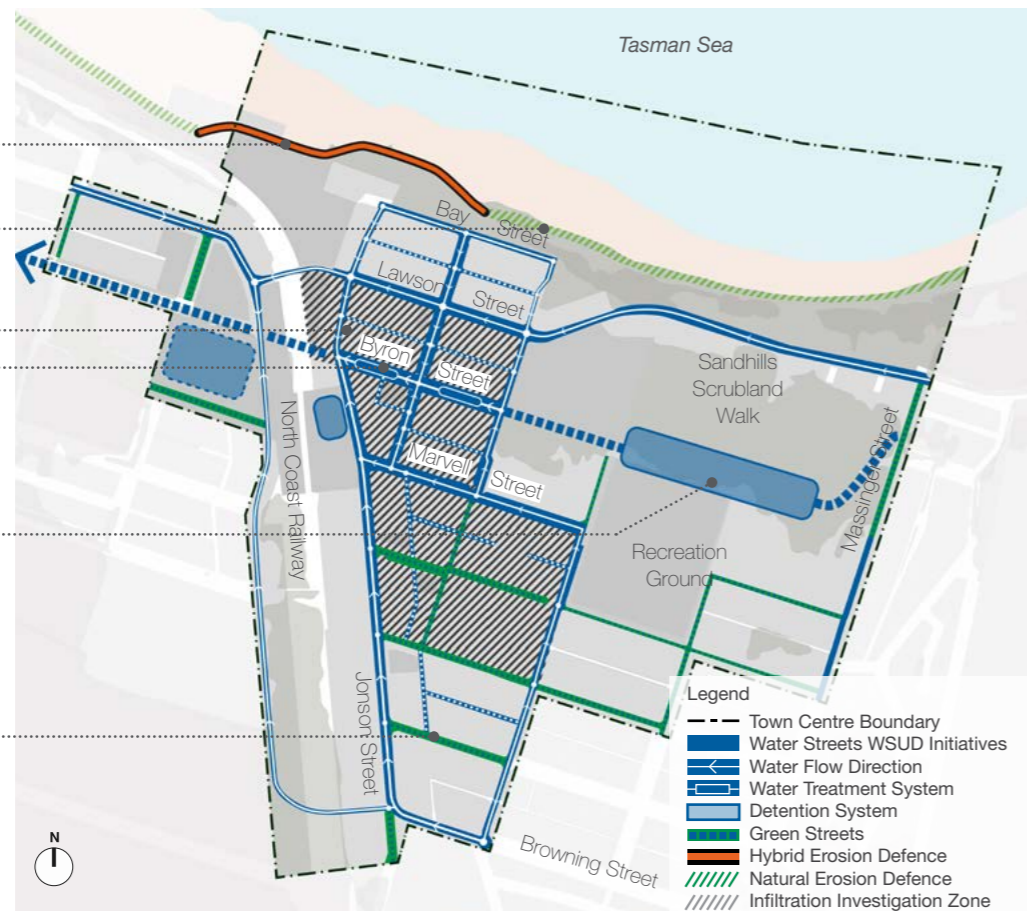 Tasman Sea
Bay
Street
Lawson
Street
Byron
Street
Sandhills
Scrubland
Walk
Marvell
Street
North Coast Railway
Massinger Street
Recreation
Ground
Jonson Street
Browning Street
N
Legend
Town Centre Boundary
Water Streets WSUD Initiatives
Water Flow Direction
Water Treatment System
Detention System
Green Streets
Hybrid Erosion Defence
Natural Erosion Defence
Infiltration Investigation Zone